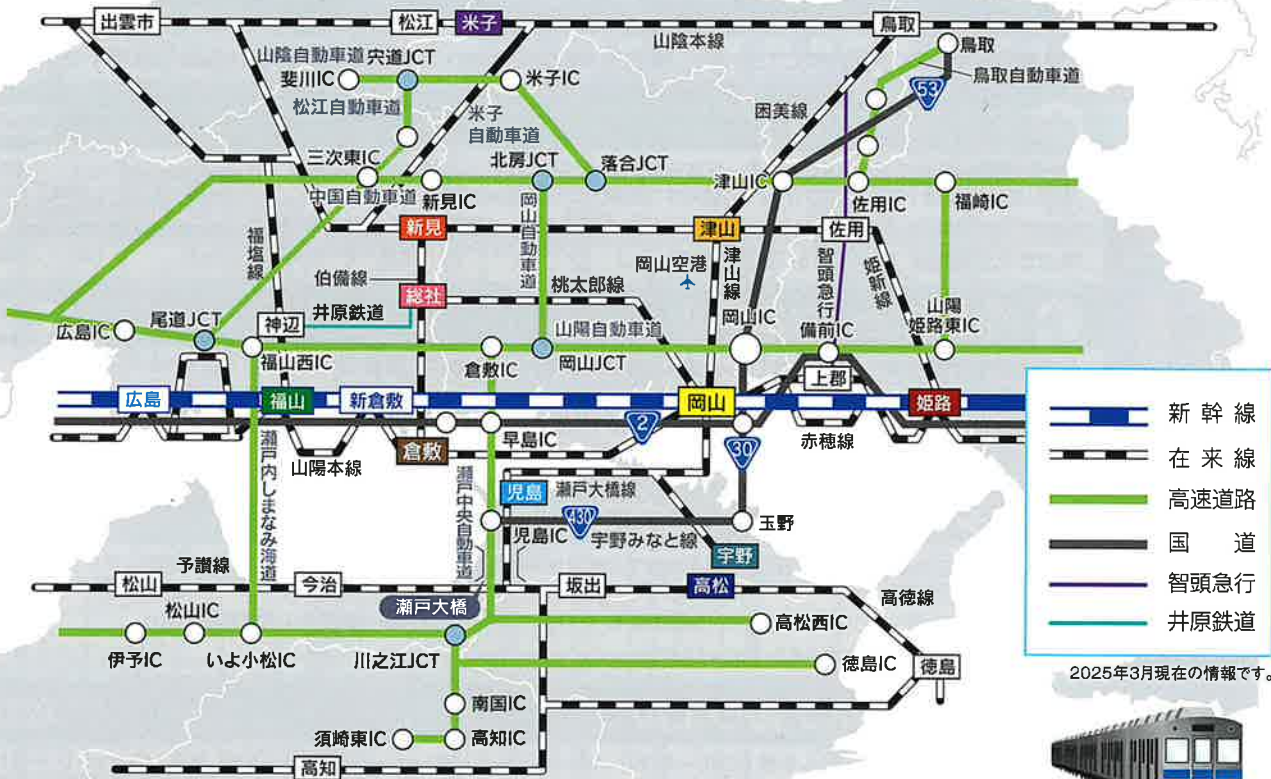 出雲市
松江
米子
鳥取
山陰本線
山陰自動車道
宍道JCT
斐川IC
米子IC
鳥取
鳥取自動車道
53
松江自動車道
米子
自動車道
因美線
三次東IC
北房JCT
落合JCT
津山IC
中国自動車道
新見IC
佐用IC
福崎IC
岡山自動車道
福塩線
新見
津山
佐用
伯備線
岡山空港
津山線
智頭急行
姫新線
総社
桃太郎線
井原鉄道
尾道JCT
神辺
広島IC
山陽自動車道
岡山IC
備前IC
山陽
姫路東IC
福山西IC
倉敷IC
岡山JCT
上郡
広島
福山
新倉敷
岡山
姫路
2
早島IC
赤穂線
30
倉敷
山陽本線
瀬戸内しまなみ海道
瀬戸中央自動車道
児島
瀬戸大橋線
児島IC
430
玉野
宇野みなと線
宇野
予讃線
松山
今治
坂出
高松
瀬戸大橋
高徳線
松山IC
高松西IC
伊予IC
いよ小松IC
川之江JCT
徳島IC
徳島
南国IC
須崎東IC
高知IC
高知
新幹線
在来線
高速道路
国道
智頭急行
井原鉄道
2025年3月現在の情報です。